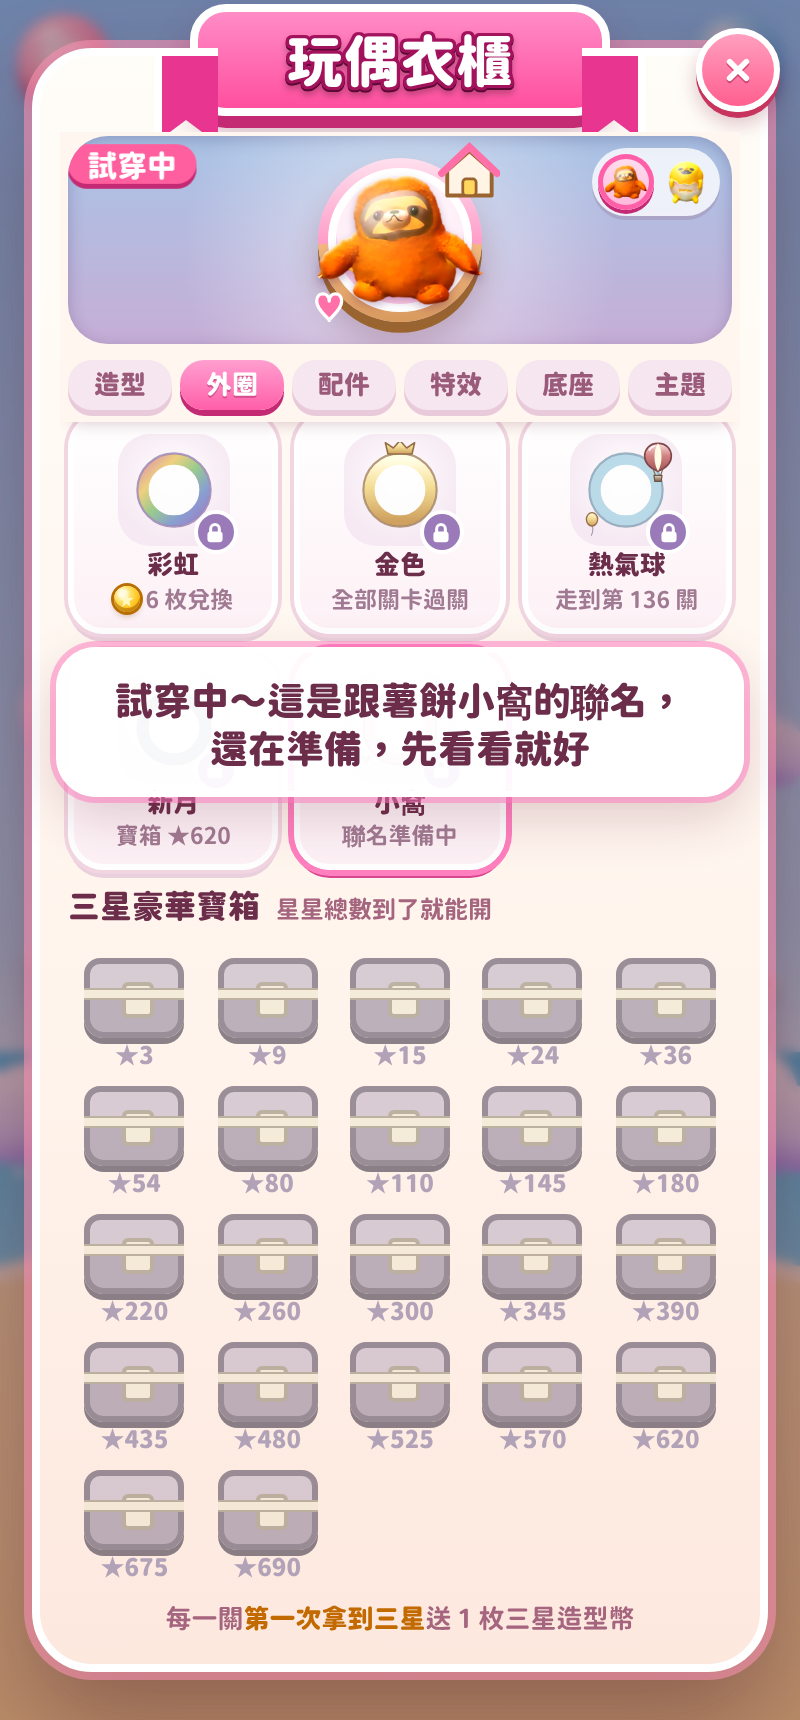 玩偶衣櫃
試穿中
造型 外圈 配件 特效 底座 主題
彩虹 金色 熱氣球
6 枚兌換 全部關卡過關 走到第 136 關
試穿中～這是跟薯餅小窩的聯名，
還在準備，先看看就好
新月 小窩
寶箱 ★620 聯名準備中
三星豪華寶箱 星星總數到了就能開
★3 ★9 ★15 ★24 ★36
★54 ★80 ★110 ★145 ★180
★220 ★260 ★300 ★345 ★390
★435 ★480 ★525 ★570 ★620
★675 ★690
每一關第一次拿到三星送 1 枚三星造型幣